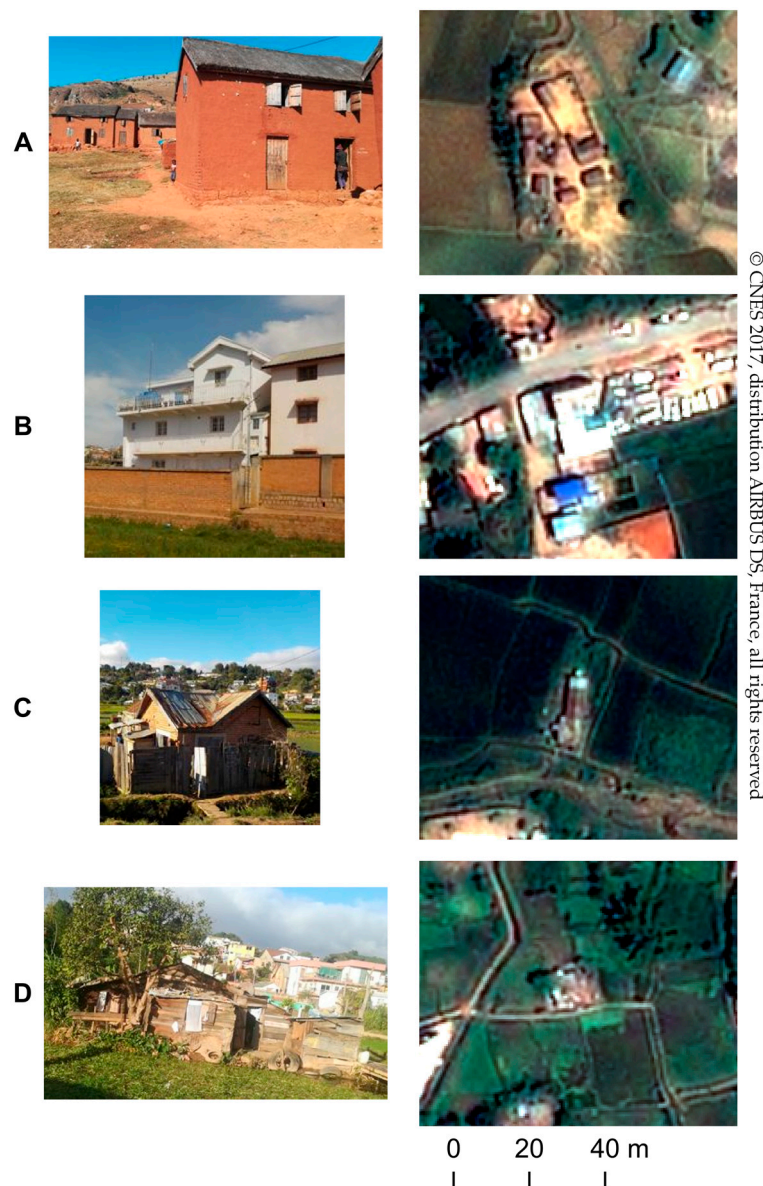 A
B
C
D
© CNES 2017, distribution AIRBUS DS, France, all rights reserved
0 20 40 m